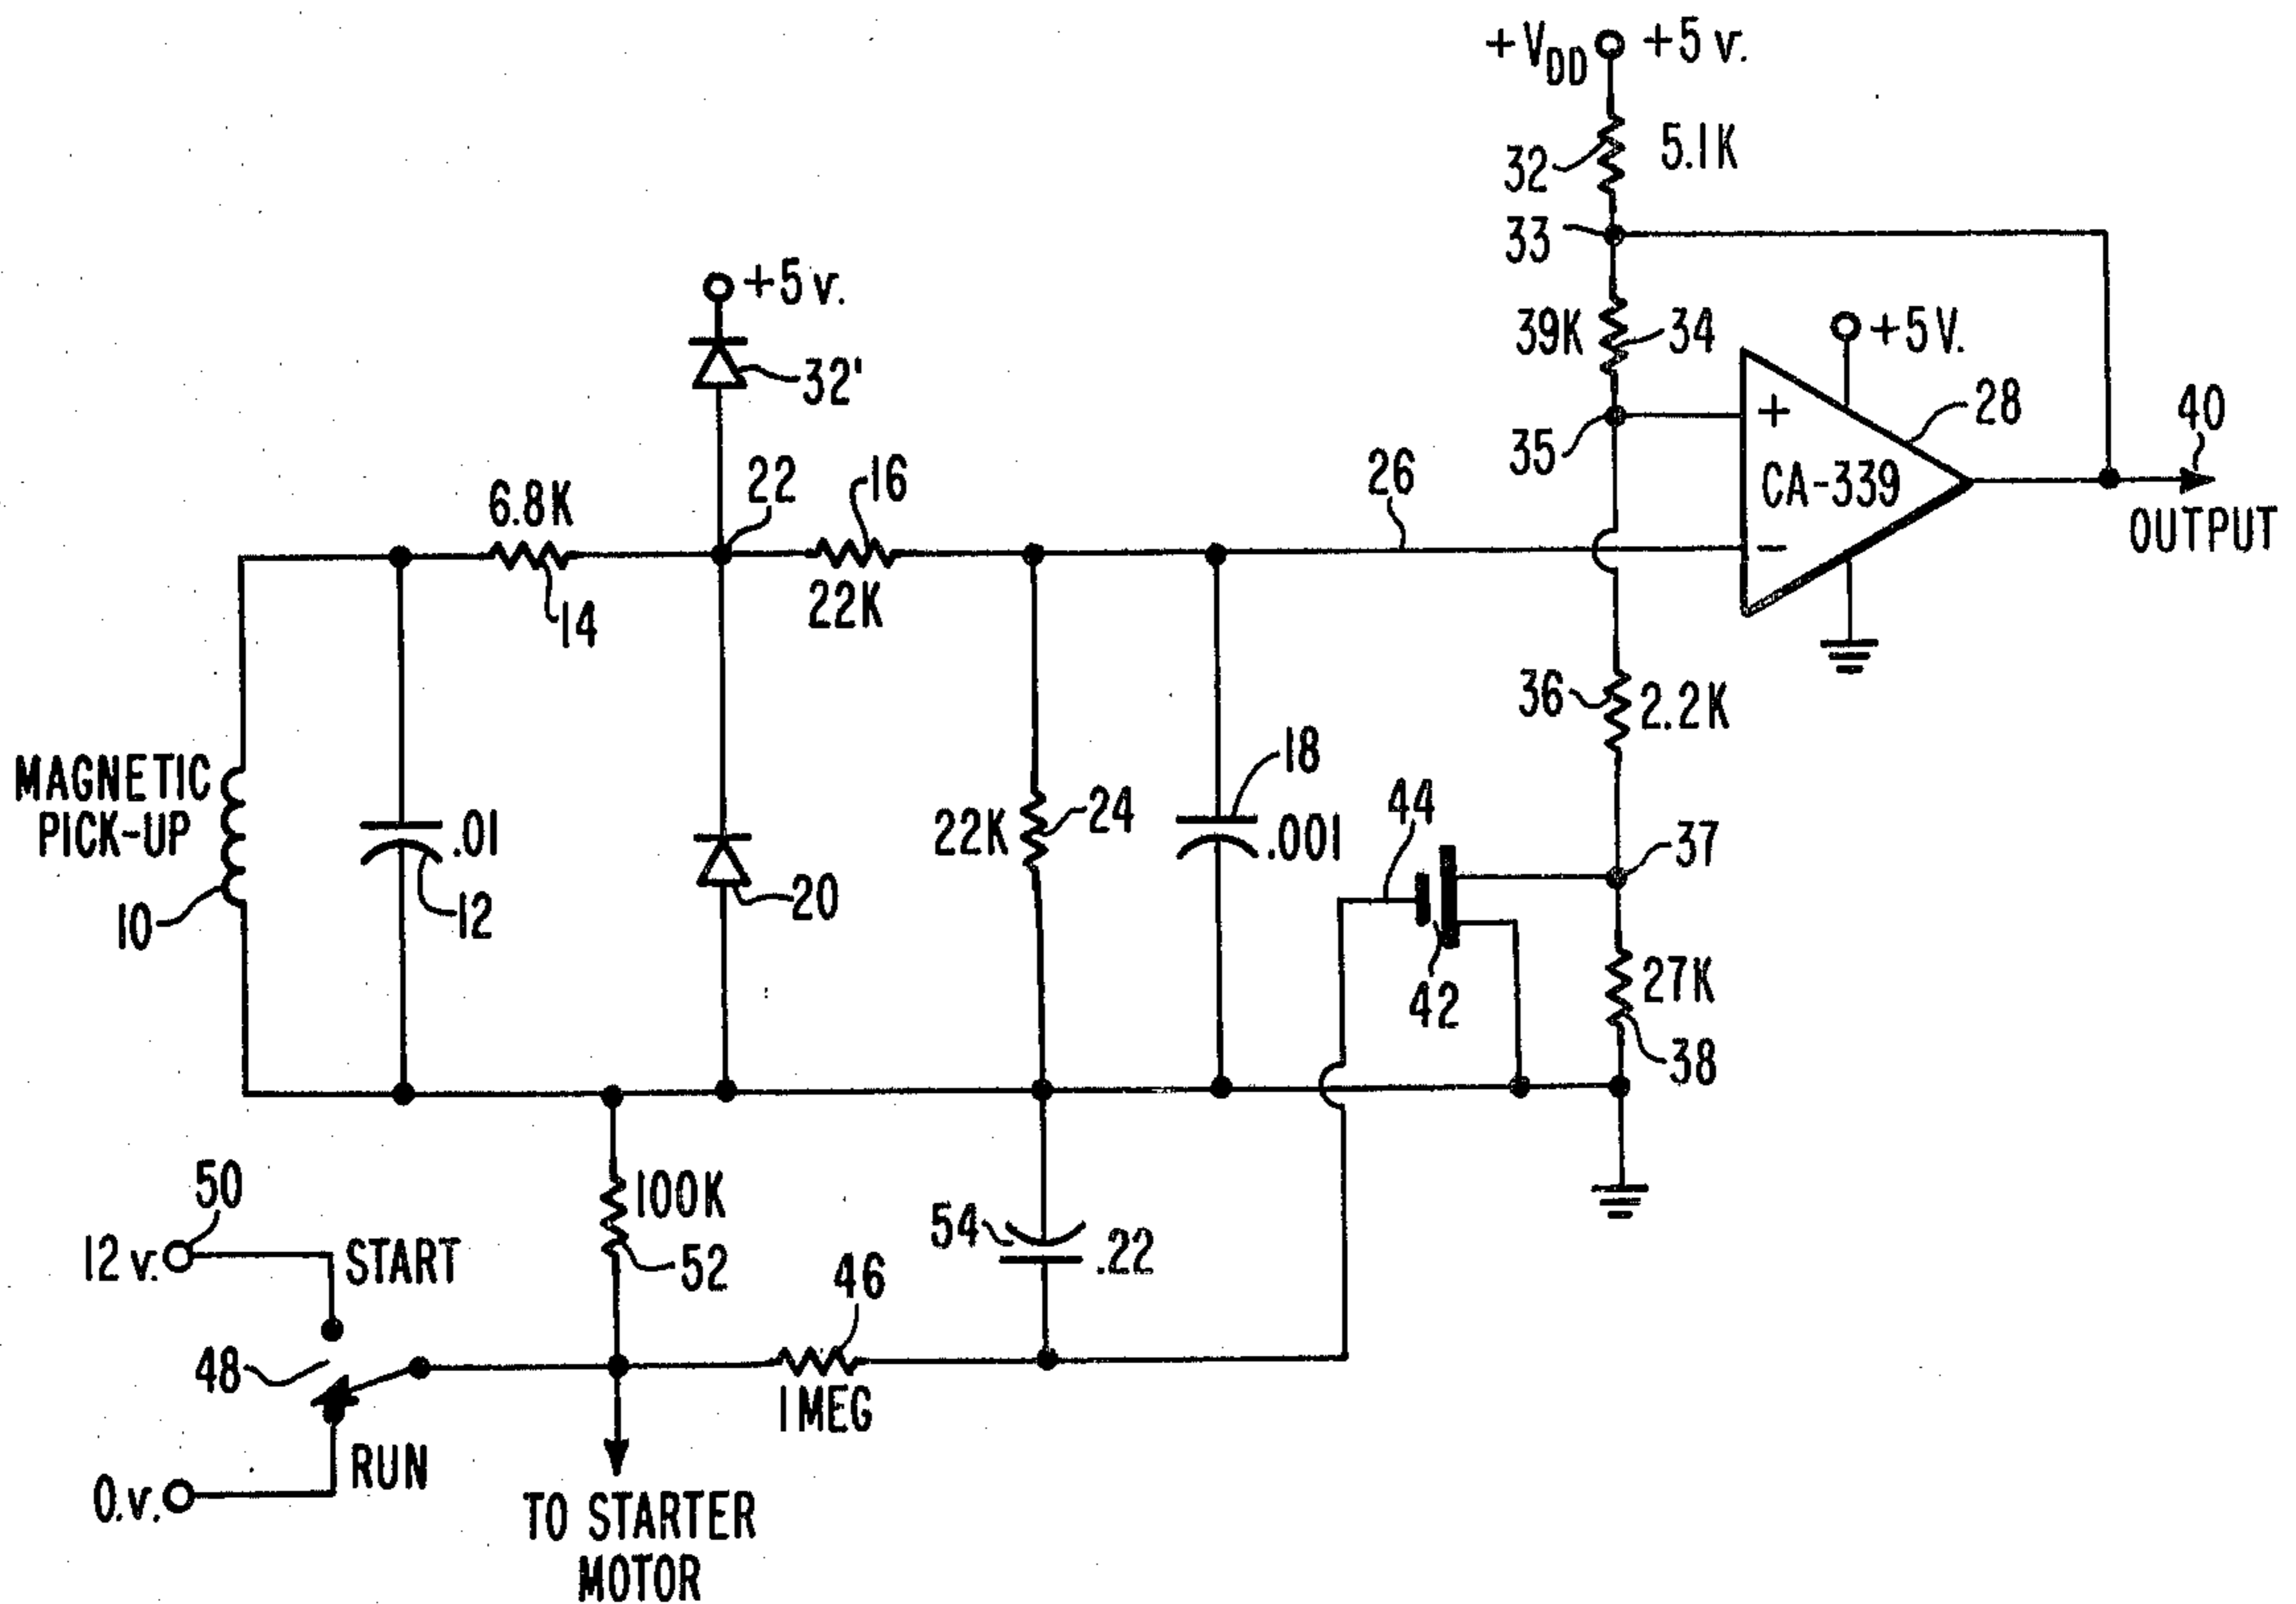 +VDD +5 v.
32 5.1K
33
+5 v.
32'
39K 34
+5V.
28
40
35
+
CA-339
-
OUTPUT
6.8K
22
16
26
14
22K
36 2.2K
MAGNETIC
PICK-UP
10
.01
12
20
22K 24
18
.001
44
37
42
27K
38
50
12 v.
START
100K
52
54 .22
46
48
1 MEG
RUN
0.v.
TO STARTER
MOTOR